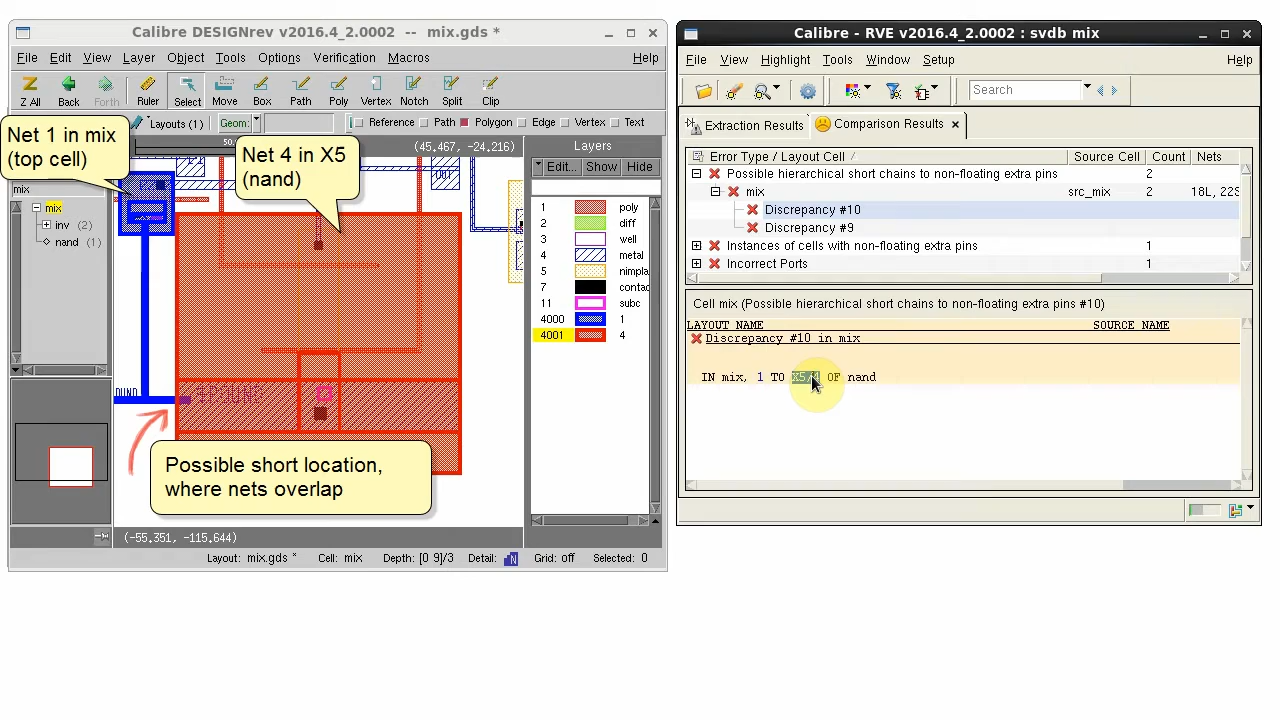 Calibre DESIGNrev v2016.4_2.0002 -- mix.gds *
File Edit View Layer Object Tools Options Verification Macros Help
Z All Back Forth Ruler Select Move Box Path Poly Vertex Notch Split Clip
Layouts (1) Geom: Reference Path Polygon Edge Vertex Text
Net 1 in mix
(top cell)
(45.467, -24.216)
Net 4 in X5
(nand)
mix
mix
inv (2)
nand (1)
Possible short location,
where nets overlap
(-55.351, -115.644)
Layout: mix.gds * Cell: mix Depth: [0 9]/3 Detail: N Grid: off Selected: 0
Layers
Edit... Show Hide
1 poly
2 diff
3 well
4 metal
5 nimpla
7 contac
11 subc
4000 1
4001 4
Calibre - RVE v2016.4_2.0002 : svdb mix
File View Highlight Tools Window Setup Help
Search
Extraction Results Comparison Results
Error Type / Layout Cell Source Cell Count Nets
Possible hierarchical short chains to non-floating extra pins 2
mix src_mix 2 18L, 22S
Discrepancy #10
Discrepancy #9
Instances of cells with non-floating extra pins 1
Incorrect Ports 1
Cell mix (Possible hierarchical short chains to non-floating extra pins #10)
LAYOUT NAME SOURCE NAME
Discrepancy #10 in mix
IN mix, 1 TO X5/4 OF nand